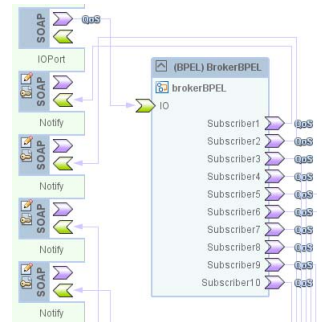 SOAP
QoS
IOPort
SOAP
Notify
SOAP
Notify
SOAP
Notify
SOAP
Notify
(BPEL) BrokerBPEL
brokerBPEL
IO
Subscriber1 QoS
Subscriber2 QoS
Subscriber3 QoS
Subscriber4 QoS
Subscriber5 QoS
Subscriber6 QoS
Subscriber7 QoS
Subscriber8 QoS
Subscriber9 QoS
Subscriber10 QoS